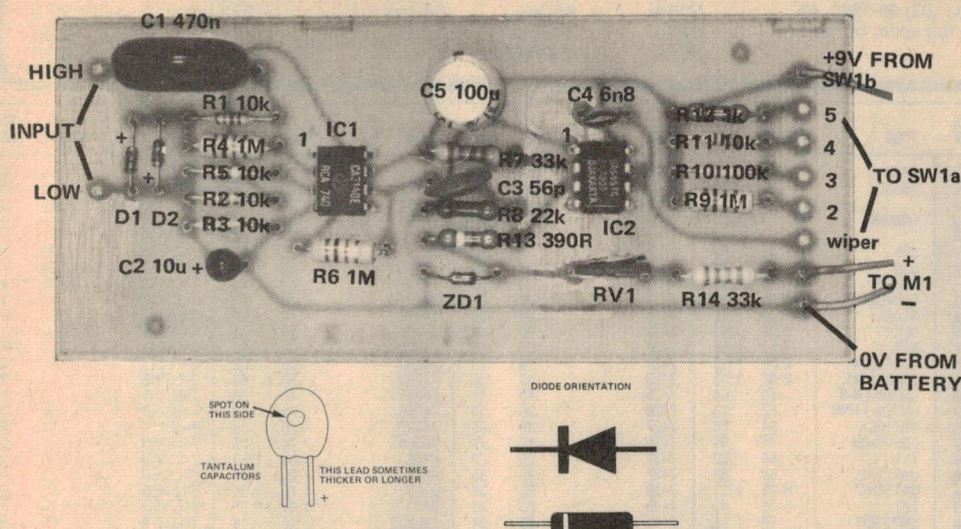 C1 470n
HIGH
INPUT
LOW
D1 D2
+
+
R1 10k
R4 1M
R5 10k
R2 10k
R3 10k
C2 10u +
1
IC1
CA3140E
R6 1M
C5 100u
R7 33k
C3 56p
R8 22k
R13 390R
ZD1
C4 6n8
1
IC2
RV1
R12 1k
R11 10k
R10 100k
R9 1M
R14 33k
+9V FROM
SW1b
5
4
3
2
wiper
TO SW1a
+
TO M1
−
0V FROM
BATTERY
SPOT ON
THIS SIDE
TANTALUM
CAPACITORS
THIS LEAD SOMETIMES
THICKER OR LONGER
+
DIODE ORIENTATION